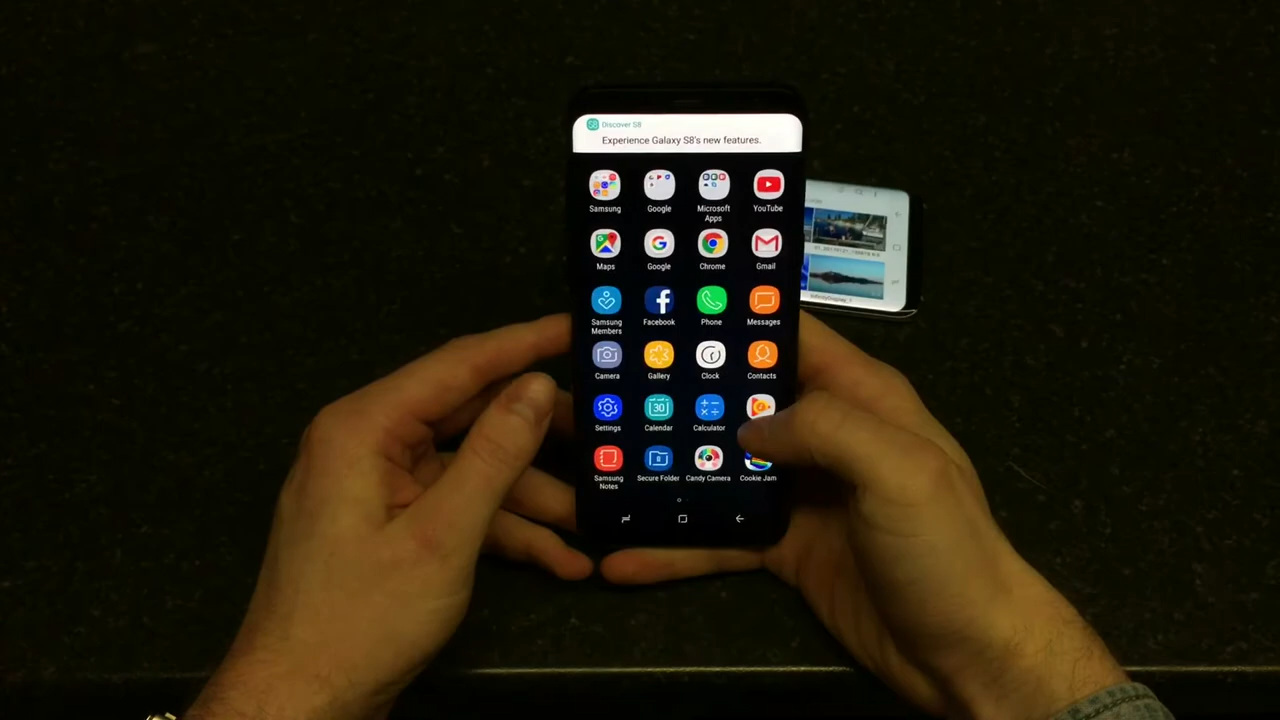 Discover S8
Experience Galaxy S8's new features.
Samsung
Google
Microsoft
Apps
YouTube
Maps
Google
Chrome
Gmail
Samsung
Members
Facebook
Phone
Messages
Camera
Gallery
Clock
Contacts
30
Settings
Calendar
Calculator
Samsung
Notes
Secure Folder
Candy Camera
Cookie Jam